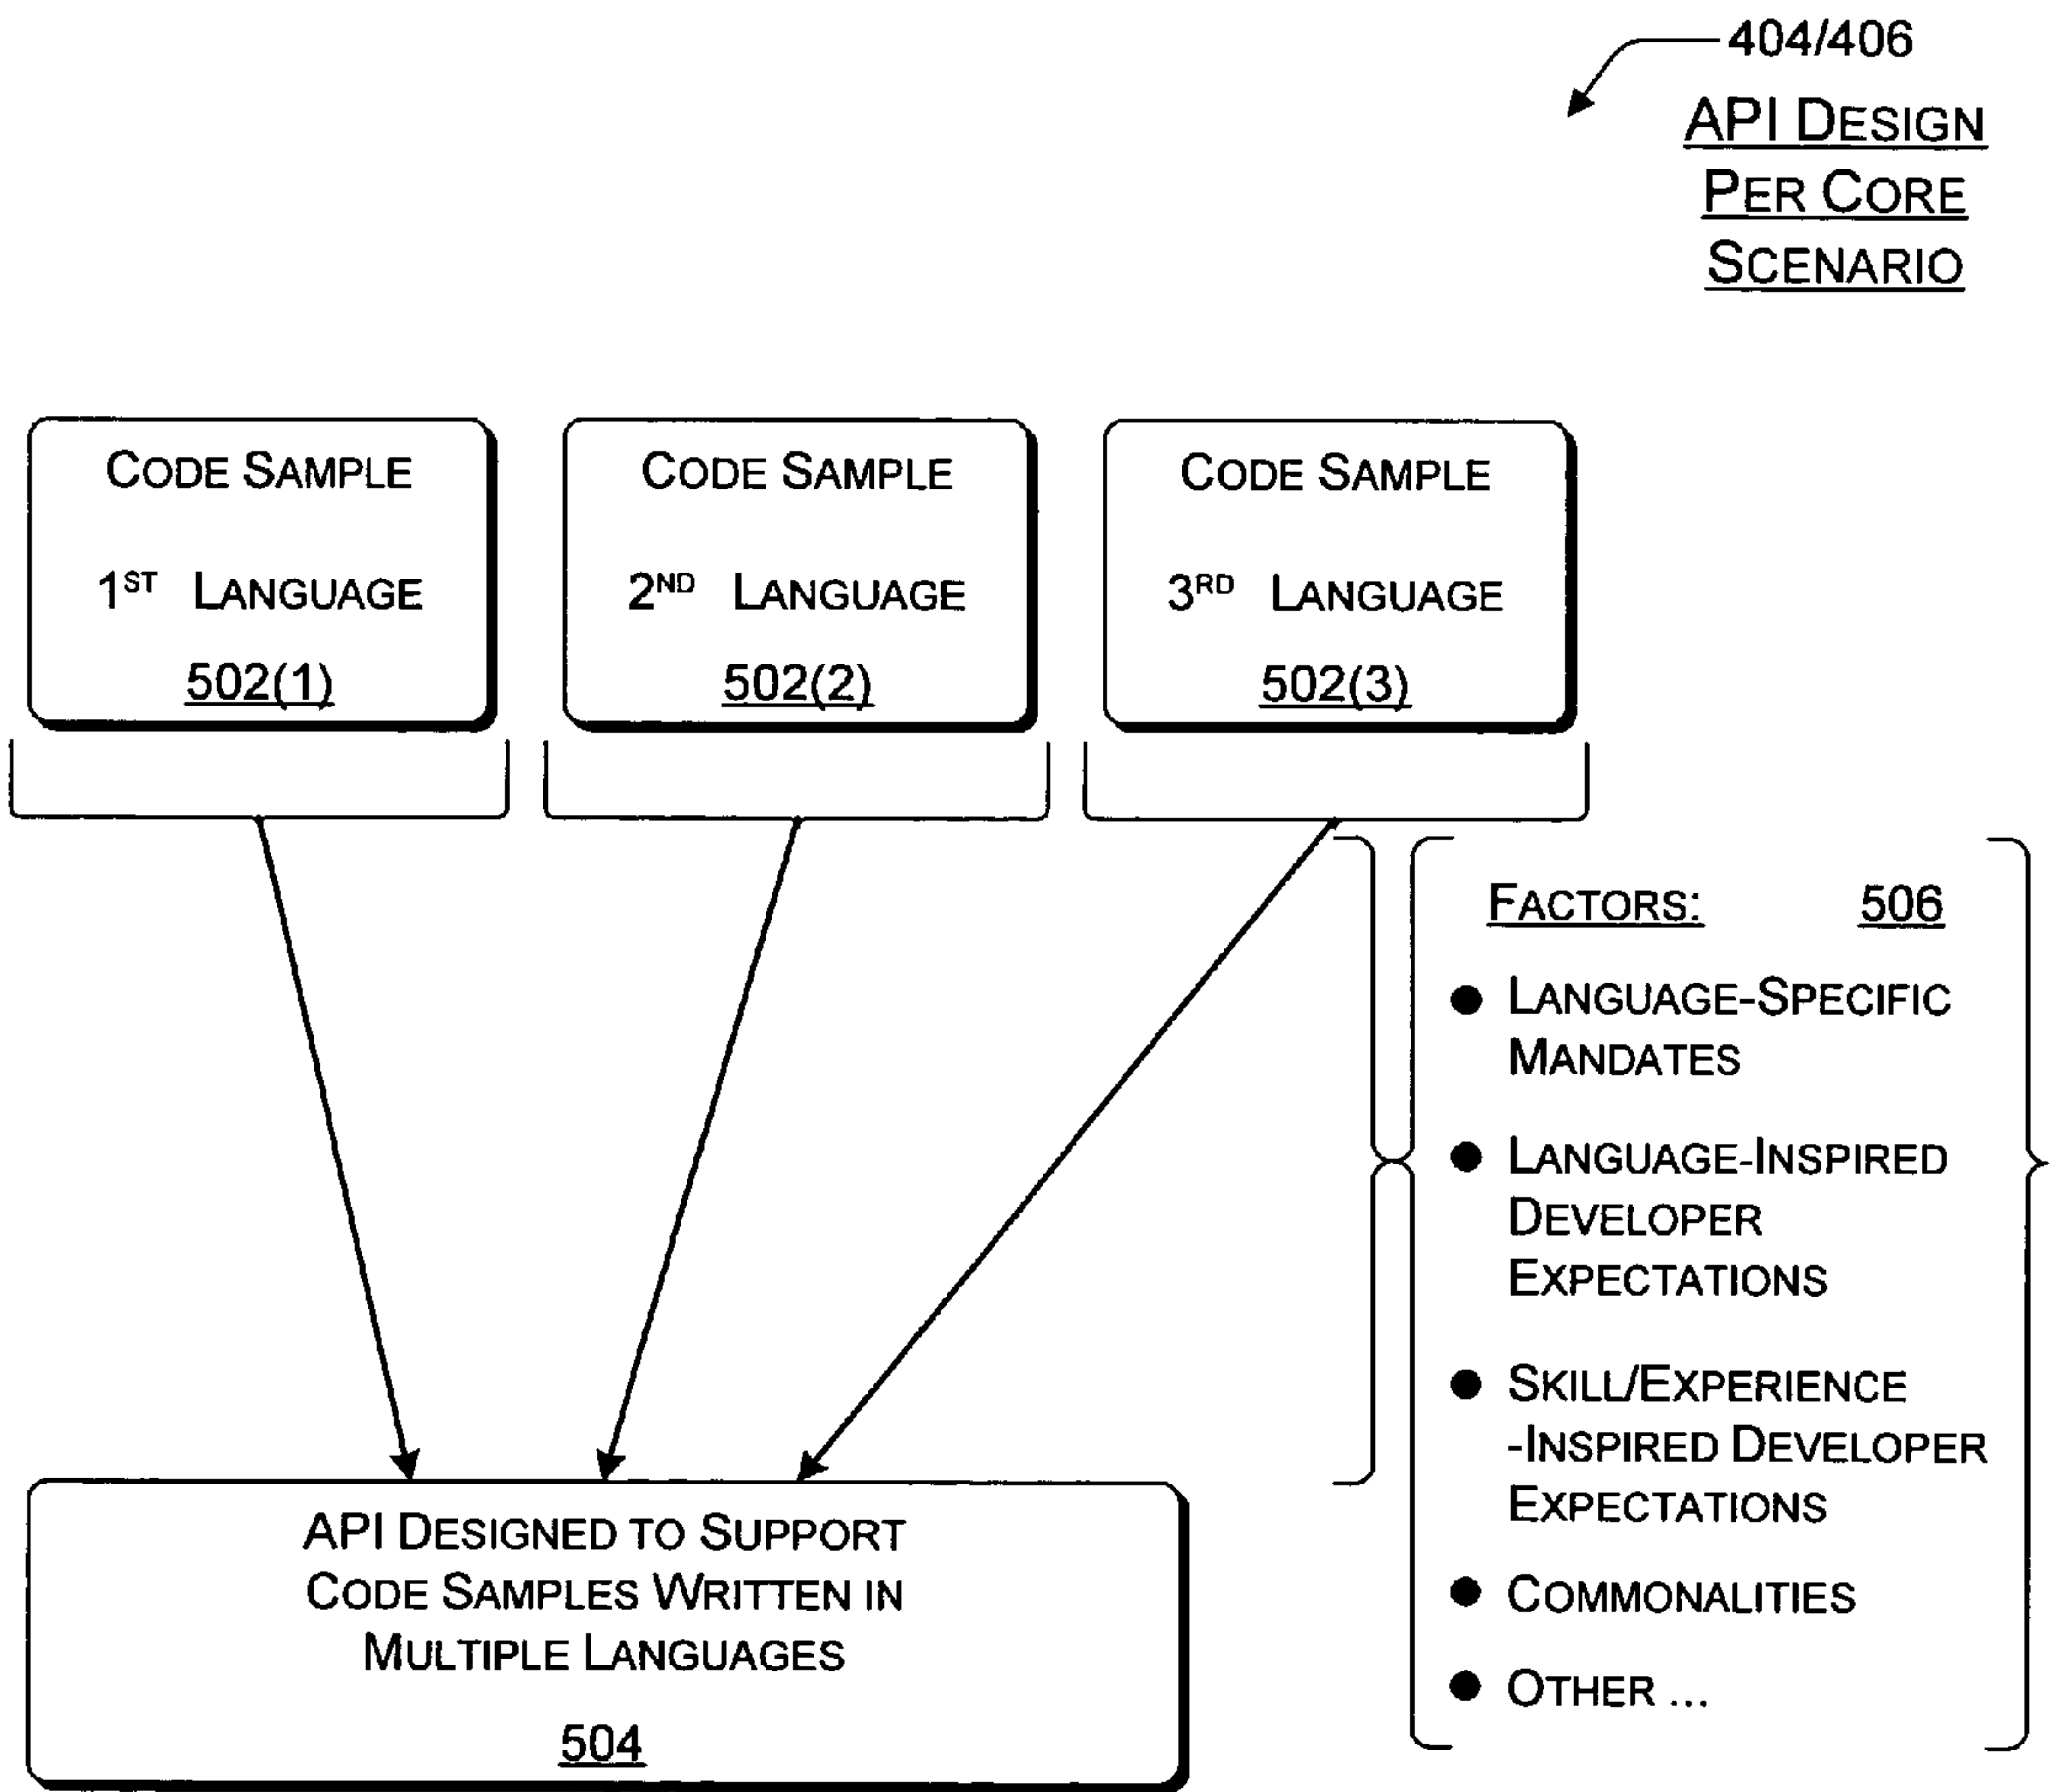 404/406
API DESIGN
PER CORE
SCENARIO
CODE SAMPLE
1ST LANGUAGE
502(1)
CODE SAMPLE
2ND LANGUAGE
502(2)
CODE SAMPLE
3RD LANGUAGE
502(3)
FACTORS: 506
● LANGUAGE-SPECIFIC
MANDATES
● LANGUAGE-INSPIRED
DEVELOPER
EXPECTATIONS
● SKILL/EXPERIENCE
-INSPIRED DEVELOPER
EXPECTATIONS
● COMMONALITIES
● OTHER ...
API DESIGNED TO SUPPORT
CODE SAMPLES WRITTEN IN
MULTIPLE LANGUAGES
504